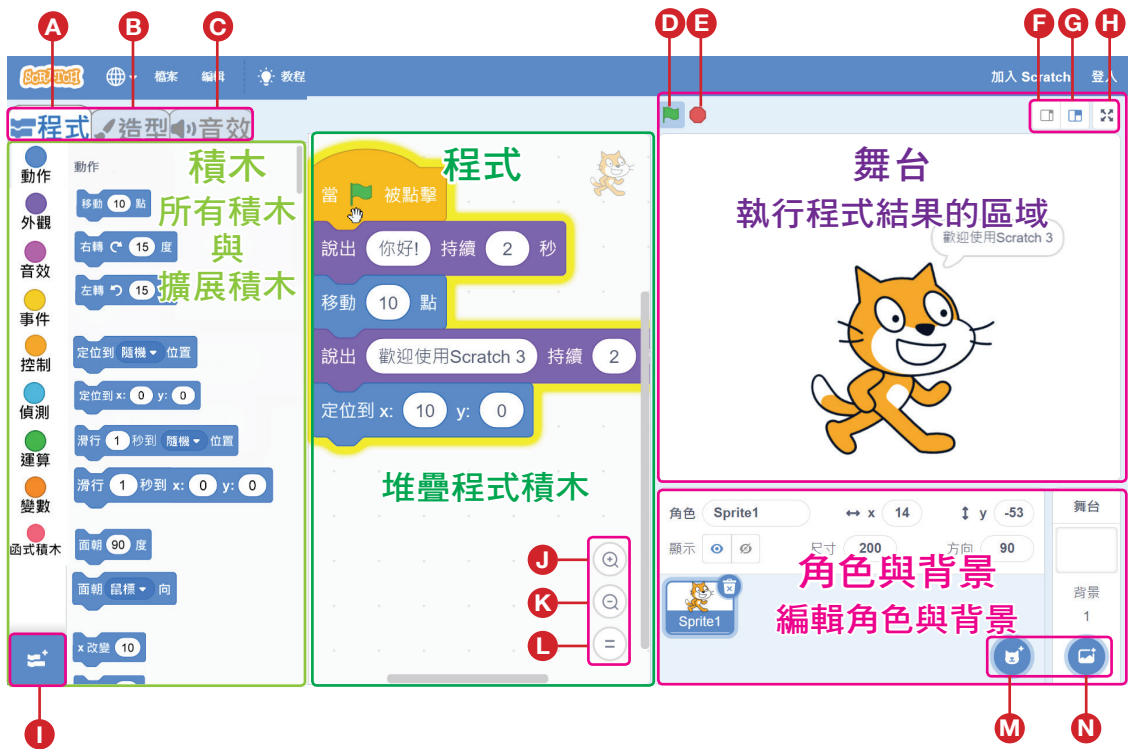 A B C D E F G H
SCRATCH 檔案 編輯 教程 加入 Scratch 登入
程式 造型 音效
動作
外觀
音效
事件
控制
偵測
運算
變數
函式積木
動作
移動 10 點
右轉 15 度
左轉 15
定位到 隨機 位置
定位到 x: 0 y: 0
滑行 1 秒到 隨機 位置
滑行 1 秒到 x: 0 y: 0
面朝 90 度
面朝 鼠標 向
x 改變 10
積木
所有積木
與
擴展積木
程式
當 被點擊
說出 你好! 持續 2 秒
移動 10 點
說出 歡迎使用Scratch 3 持續 2
定位到 x: 10 y: 0
堆疊程式積木
J
K
L
舞台
執行程式結果的區域
歡迎使用Scratch 3
角色 Sprite1 x 14 y -53
顯示 尺寸 200 方向 90
Sprite1
角色與背景
編輯角色與背景
舞台
背景
1
I M N